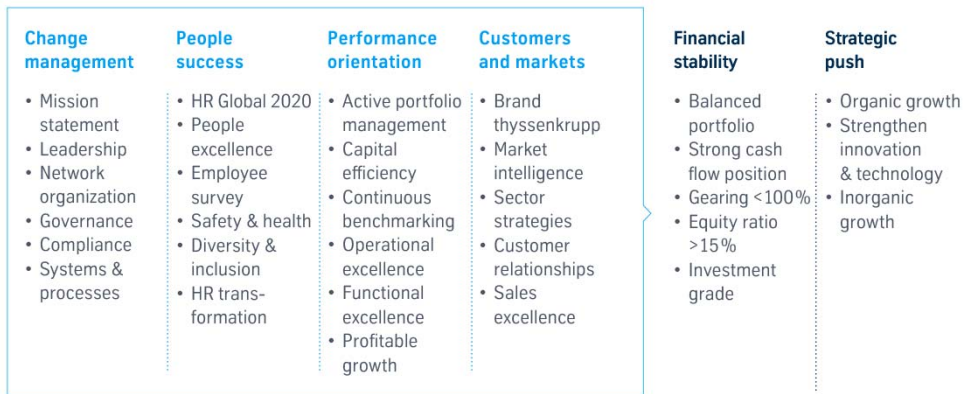 Change
management
• Mission
statement
• Leadership
• Network
organization
• Governance
• Compliance
• Systems &
processes
People
success
• HR Global 2020
• People
excellence
• Employee
survey
• Safety & health
• Diversity &
inclusion
• HR trans-
formation
Performance
orientation
• Active portfolio
management
• Capital
efficiency
• Continuous
benchmarking
• Operational
excellence
• Functional
excellence
• Profitable
growth
Customers
and markets
• Brand
thyssenkrupp
• Market
intelligence
• Sector
strategies
• Customer
relationships
• Sales
excellence
Financial
stability
• Balanced
portfolio
• Strong cash
flow position
• Gearing <100%
• Equity ratio
>15%
• Investment
grade
Strategic
push
• Organic growth
• Strengthen
innovation
& technology
• Inorganic
growth